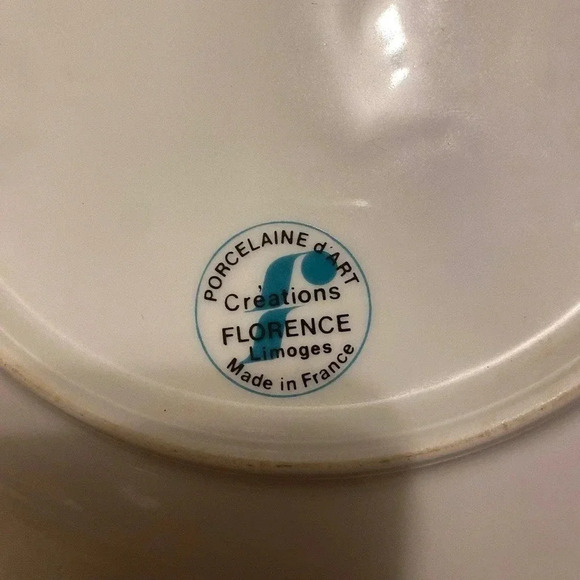 PORCELAINE d'ART
f
Créations
FLORENCE
Limoges
Made in France